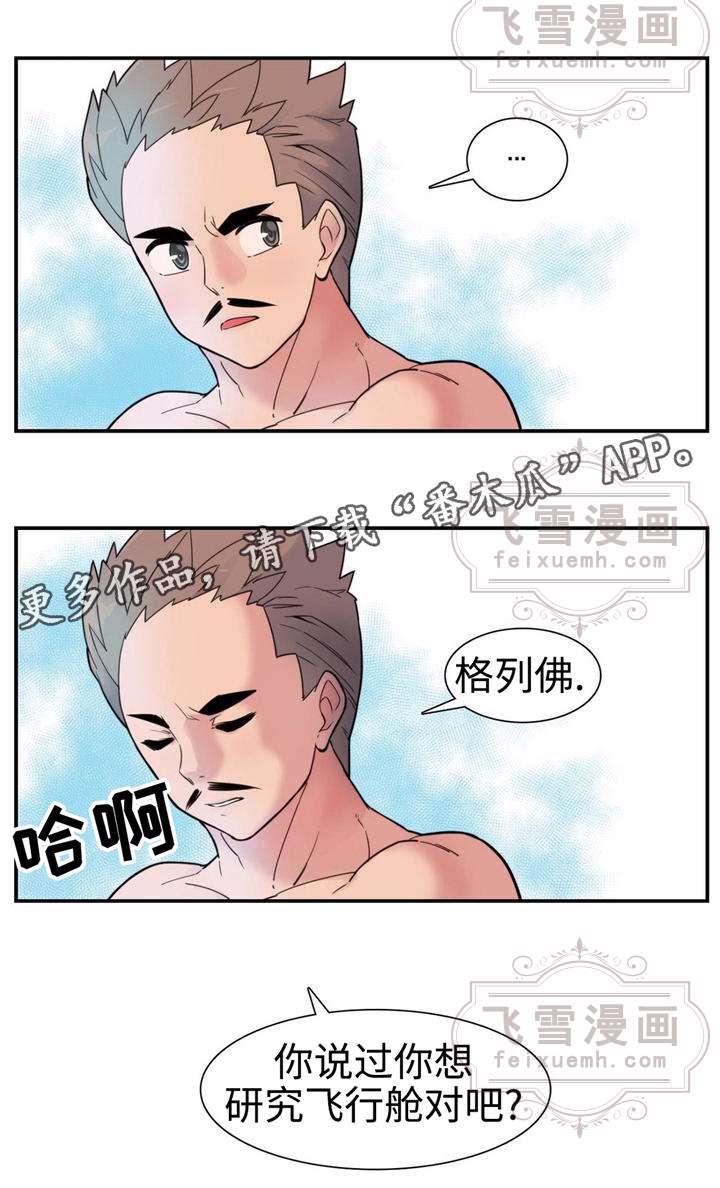 飞雪漫画
feixuemh.com
...
更多作品，请下载“番木瓜”APP。
飞雪漫画
feixuemh.com
格列佛.
哈啊
飞雪漫画
feixuemh.com
你说过你想
研究飞行舱对吧?